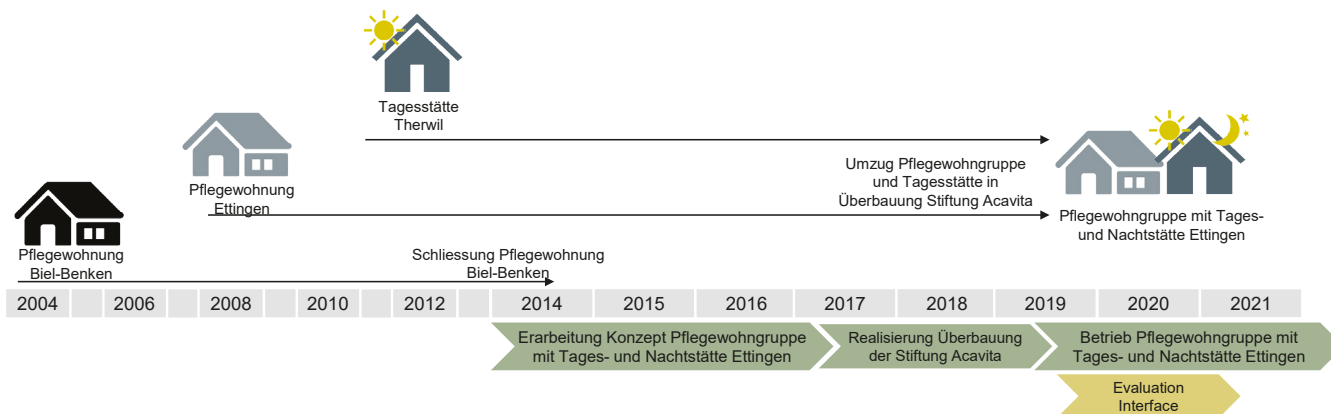 Tagesstätte
Therwil
Pflegewohnung
Ettingen
Umzug Pflegewohngruppe
und Tagesstätte in
Überbauung Stiftung Acavita
Pflegewohngruppe mit Tages-
und Nachtstätte Ettingen
Pflegewohnung
Biel-Benken
Schliessung Pflegewohnung
Biel-Benken
2004 2006 2008 2010 2012 2014 2015 2016 2017 2018 2019 2020 2021
Erarbeitung Konzept Pflegewohngruppe
mit Tages- und Nachtstätte Ettingen
Realisierung Überbauung
der Stiftung Acavita
Betrieb Pflegewohngruppe mit
Tages- und Nachtstätte Ettingen
Evaluation
Interface